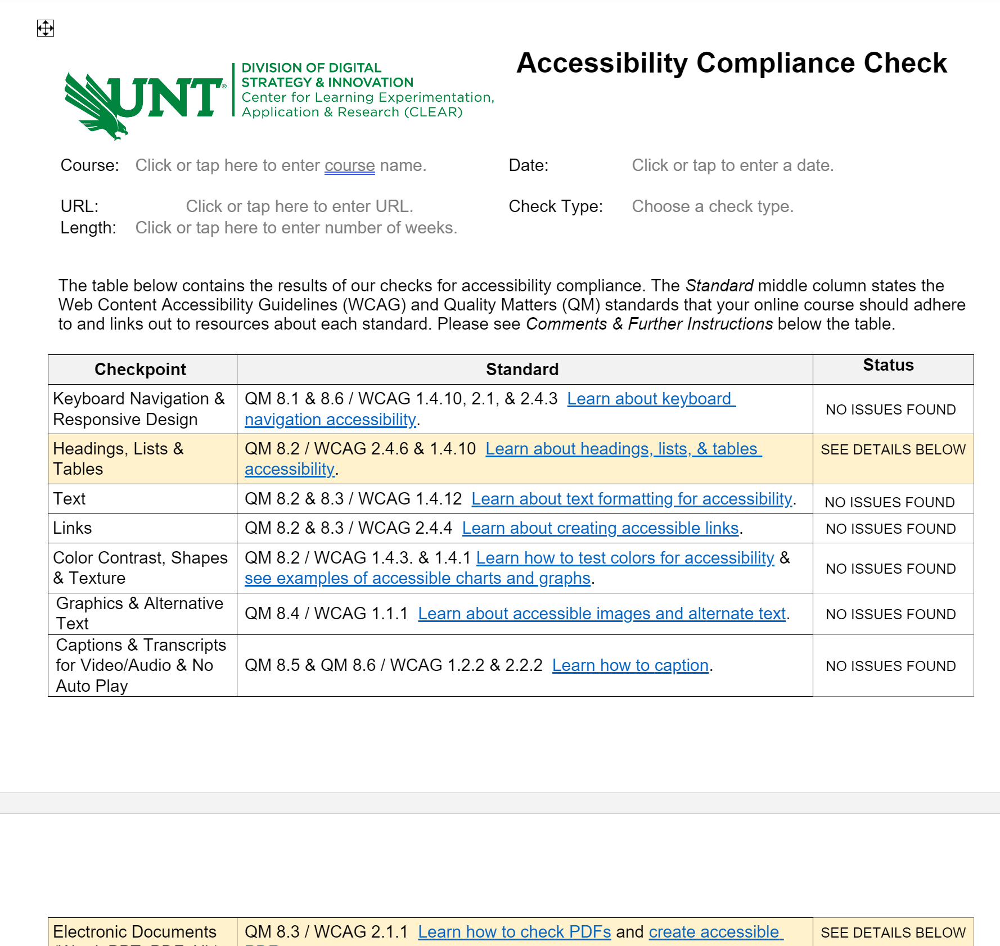 UNT®
DIVISION OF DIGITAL
STRATEGY & INNOVATION
Center for Learning Experimentation,
Application & Research (CLEAR)
Accessibility Compliance Check
Course: Click or tap here to enter course name.
Date: Click or tap to enter a date.
URL: Click or tap here to enter URL.
Check Type: Choose a check type.
Length: Click or tap here to enter number of weeks.
The table below contains the results of our checks for accessibility compliance. The Standard middle column states the
Web Content Accessibility Guidelines (WCAG) and Quality Matters (QM) standards that your online course should adhere
to and links out to resources about each standard. Please see Comments & Further Instructions below the table.
Checkpoint
Standard
Status
Keyboard Navigation &
Responsive Design
QM 8.1 & 8.6 / WCAG 1.4.10, 2.1, & 2.4.3 Learn about keyboard
navigation accessibility.
NO ISSUES FOUND
Headings, Lists &
Tables
QM 8.2 / WCAG 2.4.6 & 1.4.10 Learn about headings, lists, & tables
accessibility.
SEE DETAILS BELOW
Text
QM 8.2 & 8.3 / WCAG 1.4.12 Learn about text formatting for accessibility.
NO ISSUES FOUND
Links
QM 8.2 & 8.3 / WCAG 2.4.4 Learn about creating accessible links.
NO ISSUES FOUND
Color Contrast, Shapes
& Texture
QM 8.2 / WCAG 1.4.3. & 1.4.1 Learn how to test colors for accessibility &
see examples of accessible charts and graphs.
NO ISSUES FOUND
Graphics & Alternative
Text
QM 8.4 / WCAG 1.1.1 Learn about accessible images and alternate text.
NO ISSUES FOUND
Captions & Transcripts
for Video/Audio & No
Auto Play
QM 8.5 & QM 8.6 / WCAG 1.2.2 & 2.2.2 Learn how to caption.
NO ISSUES FOUND
Electronic Documents
QM 8.3 / WCAG 2.1.1 Learn how to check PDFs and create accessible
SEE DETAILS BELOW